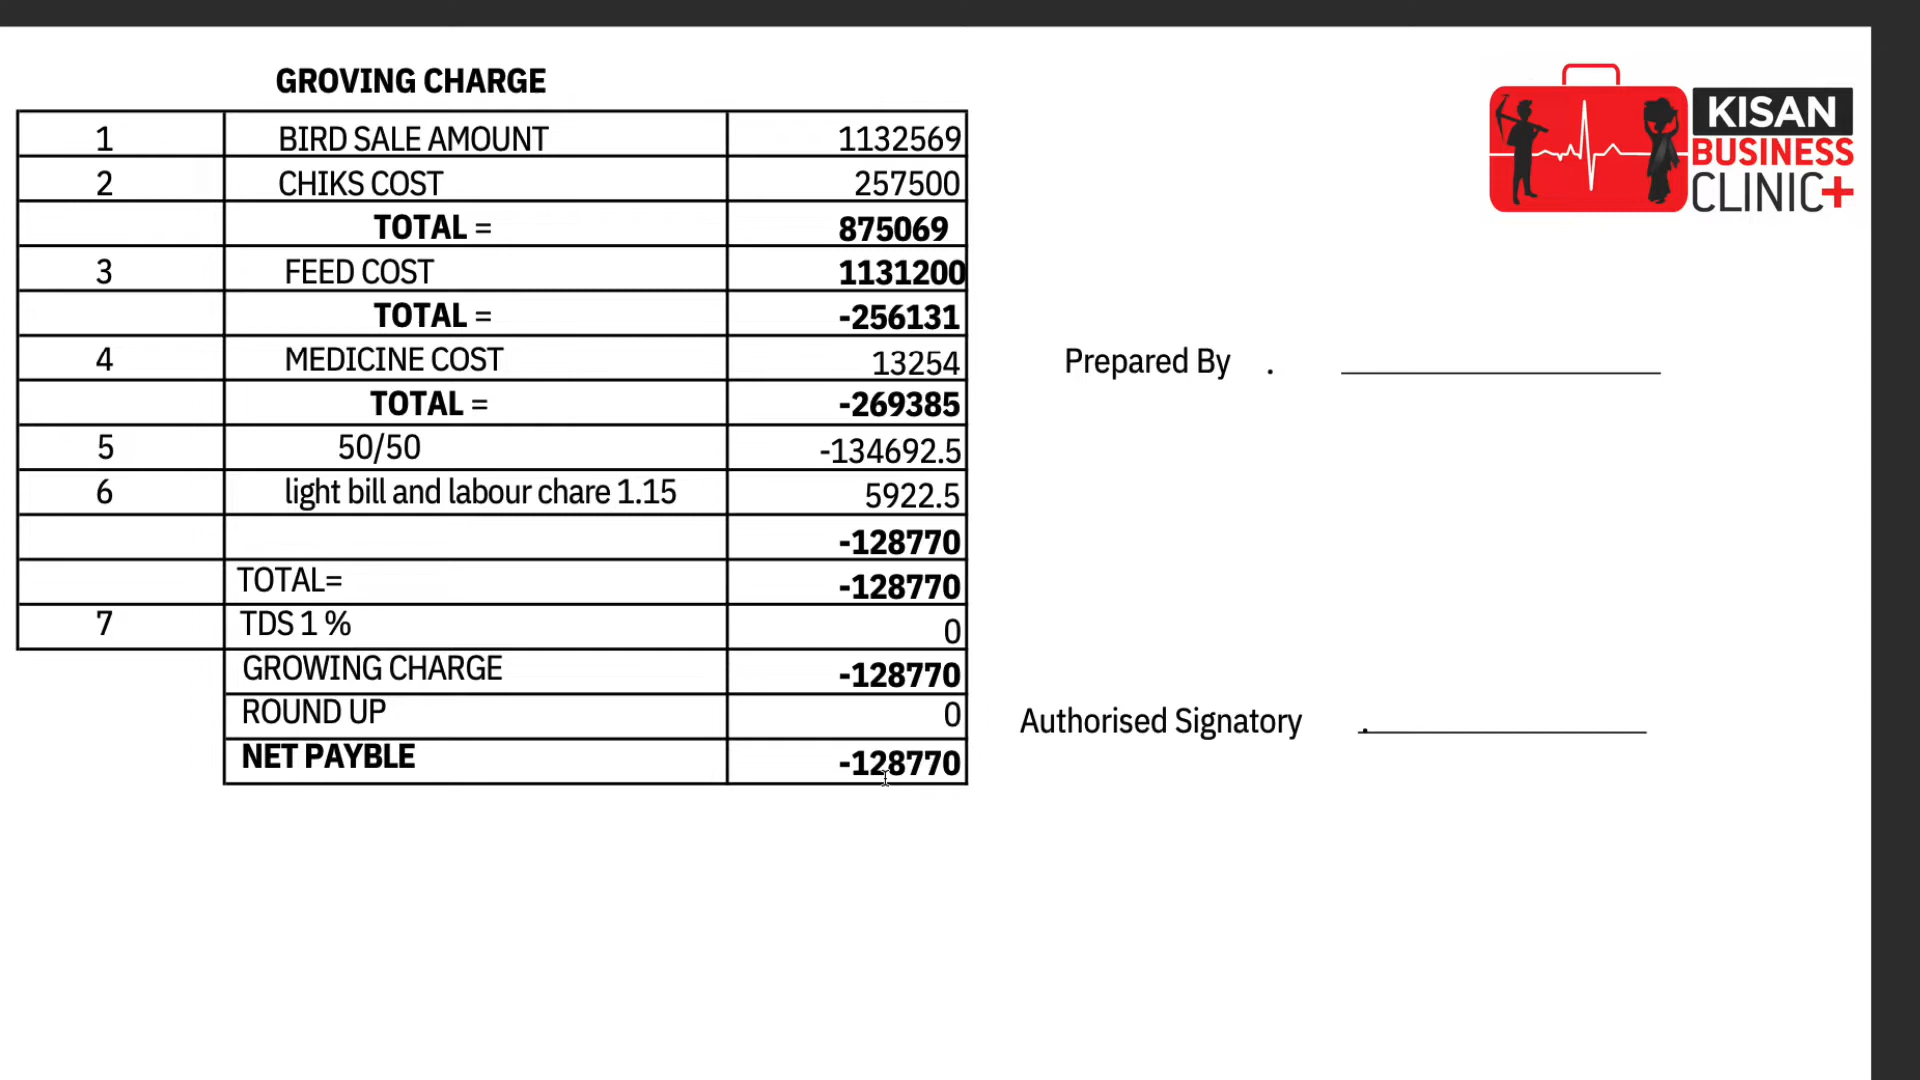 GROVING CHARGE
1 BIRD SALE AMOUNT 1132569
2 CHIKS COST 257500
TOTAL = 875069
3 FEED COST 1131200
TOTAL = -256131
4 MEDICINE COST 13254
TOTAL = -269385
5 50/50 -134692.5
6 light bill and labour chare 1.15 5922.5
-128770
TOTAL= -128770
7 TDS 1 % 0
GROWING CHARGE -128770
ROUND UP 0
NET PAYBLE -128770
KISAN
BUSINESS
CLINIC+
Prepared By .
Authorised Signatory .